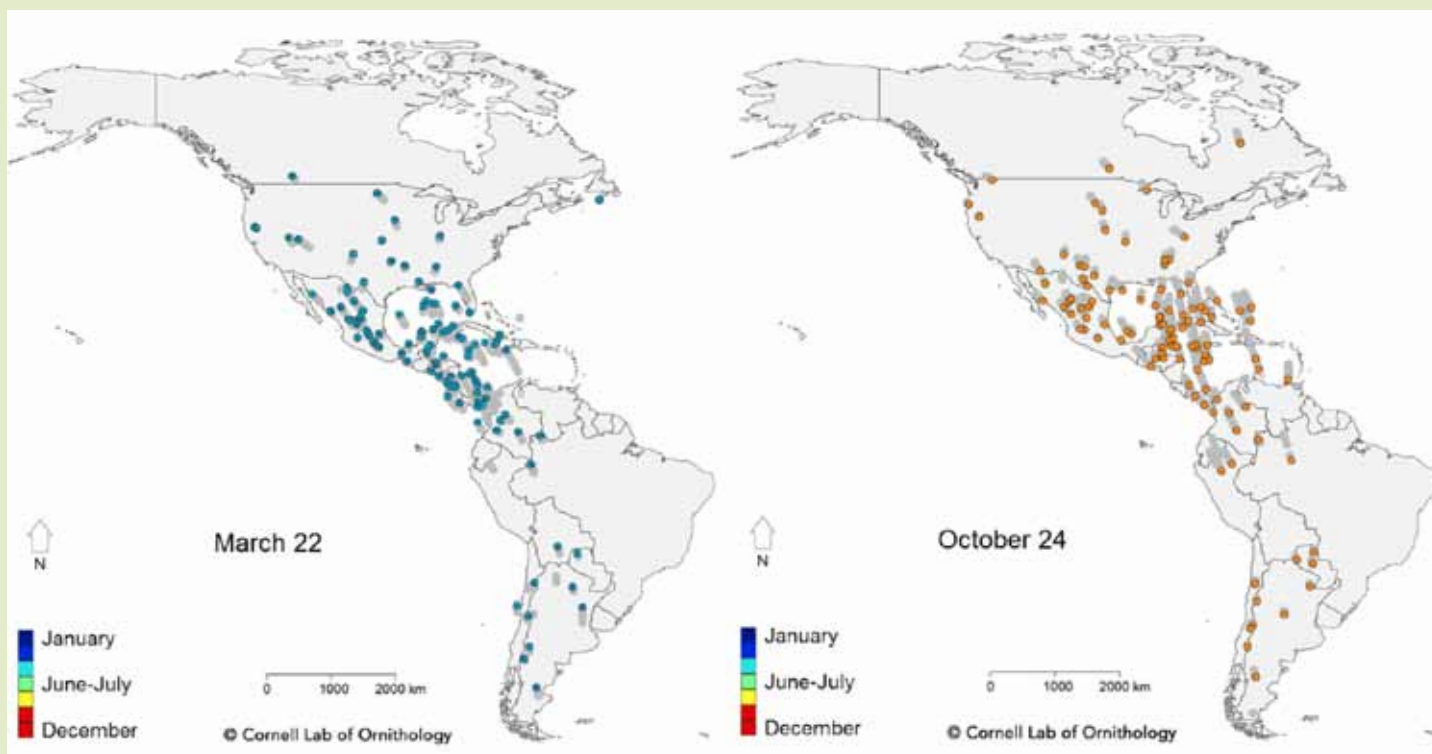 March 22
N
January
June-July
December
0 1000 2000 km
© Cornell Lab of Ornithology
October 24
N
January
June-July
December
0 1000 2000 km
© Cornell Lab of Ornithology